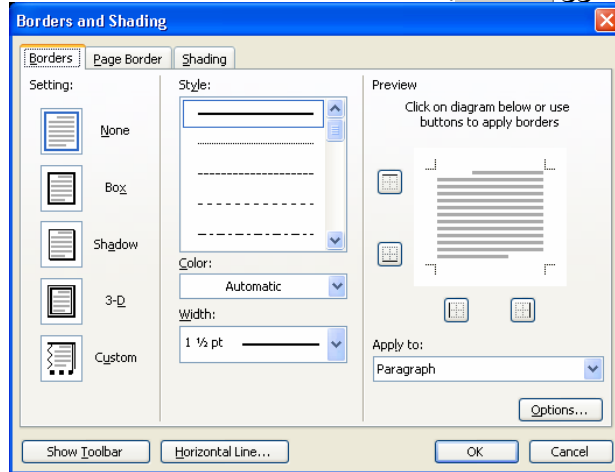 Borders and Shading
Borders
Page Border
Shading
Setting:
None
Box
Shadow
3-D
Custom
Style:
Color:
Automatic
Width:
1 ½ pt
Preview
Click on diagram below or use
buttons to apply borders
Apply to:
Paragraph
Options...
Show Toolbar
Horizontal Line...
OK
Cancel